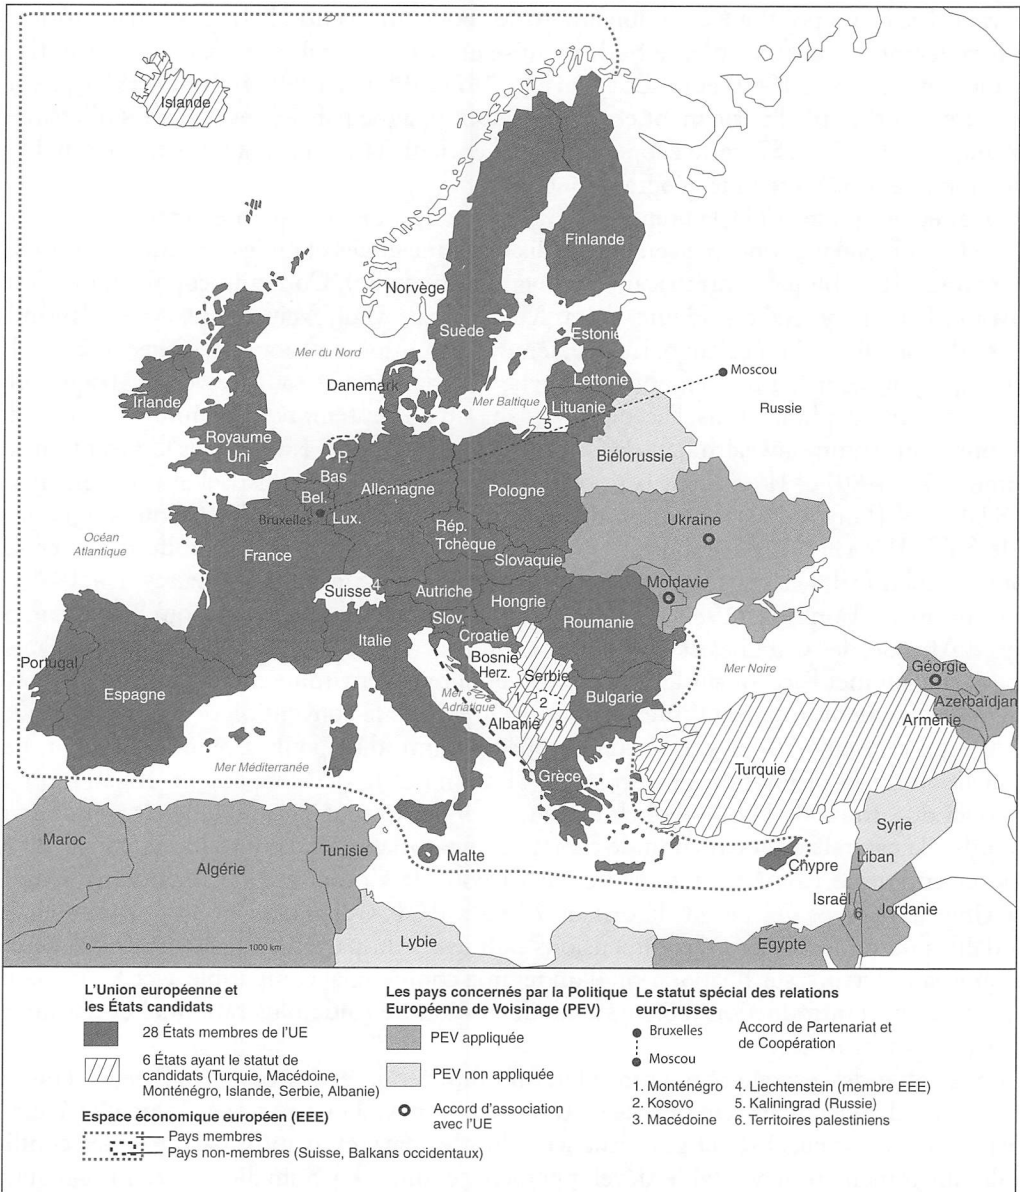 Islande
Finlande
Norvège
Suède
Estonie
Mer du Nord
Moscou
Danemark
Lettonie
Mer Baltique
Irlande
Lituanie
Russie
5
Royaume
Uni
P.
Bas
Biélorussie
Bel.
Allemagne
Pologne
Bruxelles
Lux.
Ukraine
Rép.
Tchèque
Océan
Atlantique
France
Slovaquie
Suisse
4
Autriche
Moldavie
Hongrie
Slov.
Roumanie
Italie
Croatie
Portugal
Bosnie
Herz.
Serbie
Mer Noire
Géorgie
Espagne
Mer
Adriatique
1
2
Bulgarie
Azerbaïdjan
Albanie
3
Arménie
Mer Méditerranée
Grèce
Turquie
Syrie
Maroc
Algérie
Tunisie
Malte
Chypre
Liban
Israël
6
Jordanie
0
1000 km
Lybie
Egypte
L'Union européenne et
les États candidats
28 États membres de l'UE
6 États ayant le statut de
candidats (Turquie, Macédoine,
Monténégro, Islande, Serbie, Albanie)
Espace économique européen (EEE)
Pays membres
Pays non-membres (Suisse, Balkans occidentaux)
Les pays concernés par la Politique
Européenne de Voisinage (PEV)
PEV appliquée
PEV non appliquée
Accord d'association
avec l'UE
Le statut spécial des relations
euro-russes
Bruxelles
Moscou
Accord de Partenariat et
de Coopération
1. Monténégro
2. Kosovo
3. Macédoine
4. Liechtenstein (membre EEE)
5. Kaliningrad (Russie)
6. Territoires palestiniens